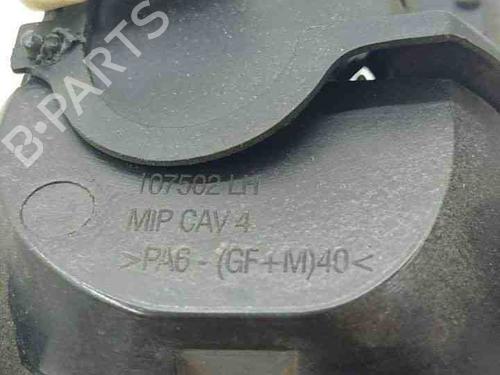 B-PARTS
107502 LH
MIP CAV 4
>PA6-(GF+M)40<